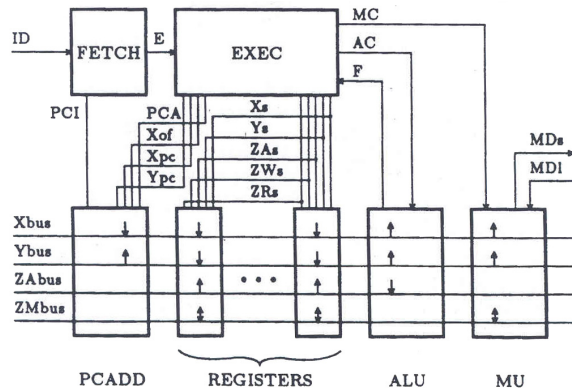 MC
ID
E
AC
FETCH
EXEC
F
PCI
PCA
Xs
Xof
Ys
Xpc
ZAs
MDs
Ypc
ZWs
MDl
ZRs
Xbus
Ybus
ZAbus
• • •
ZMbus
PCADD
REGISTERS
ALU
MU